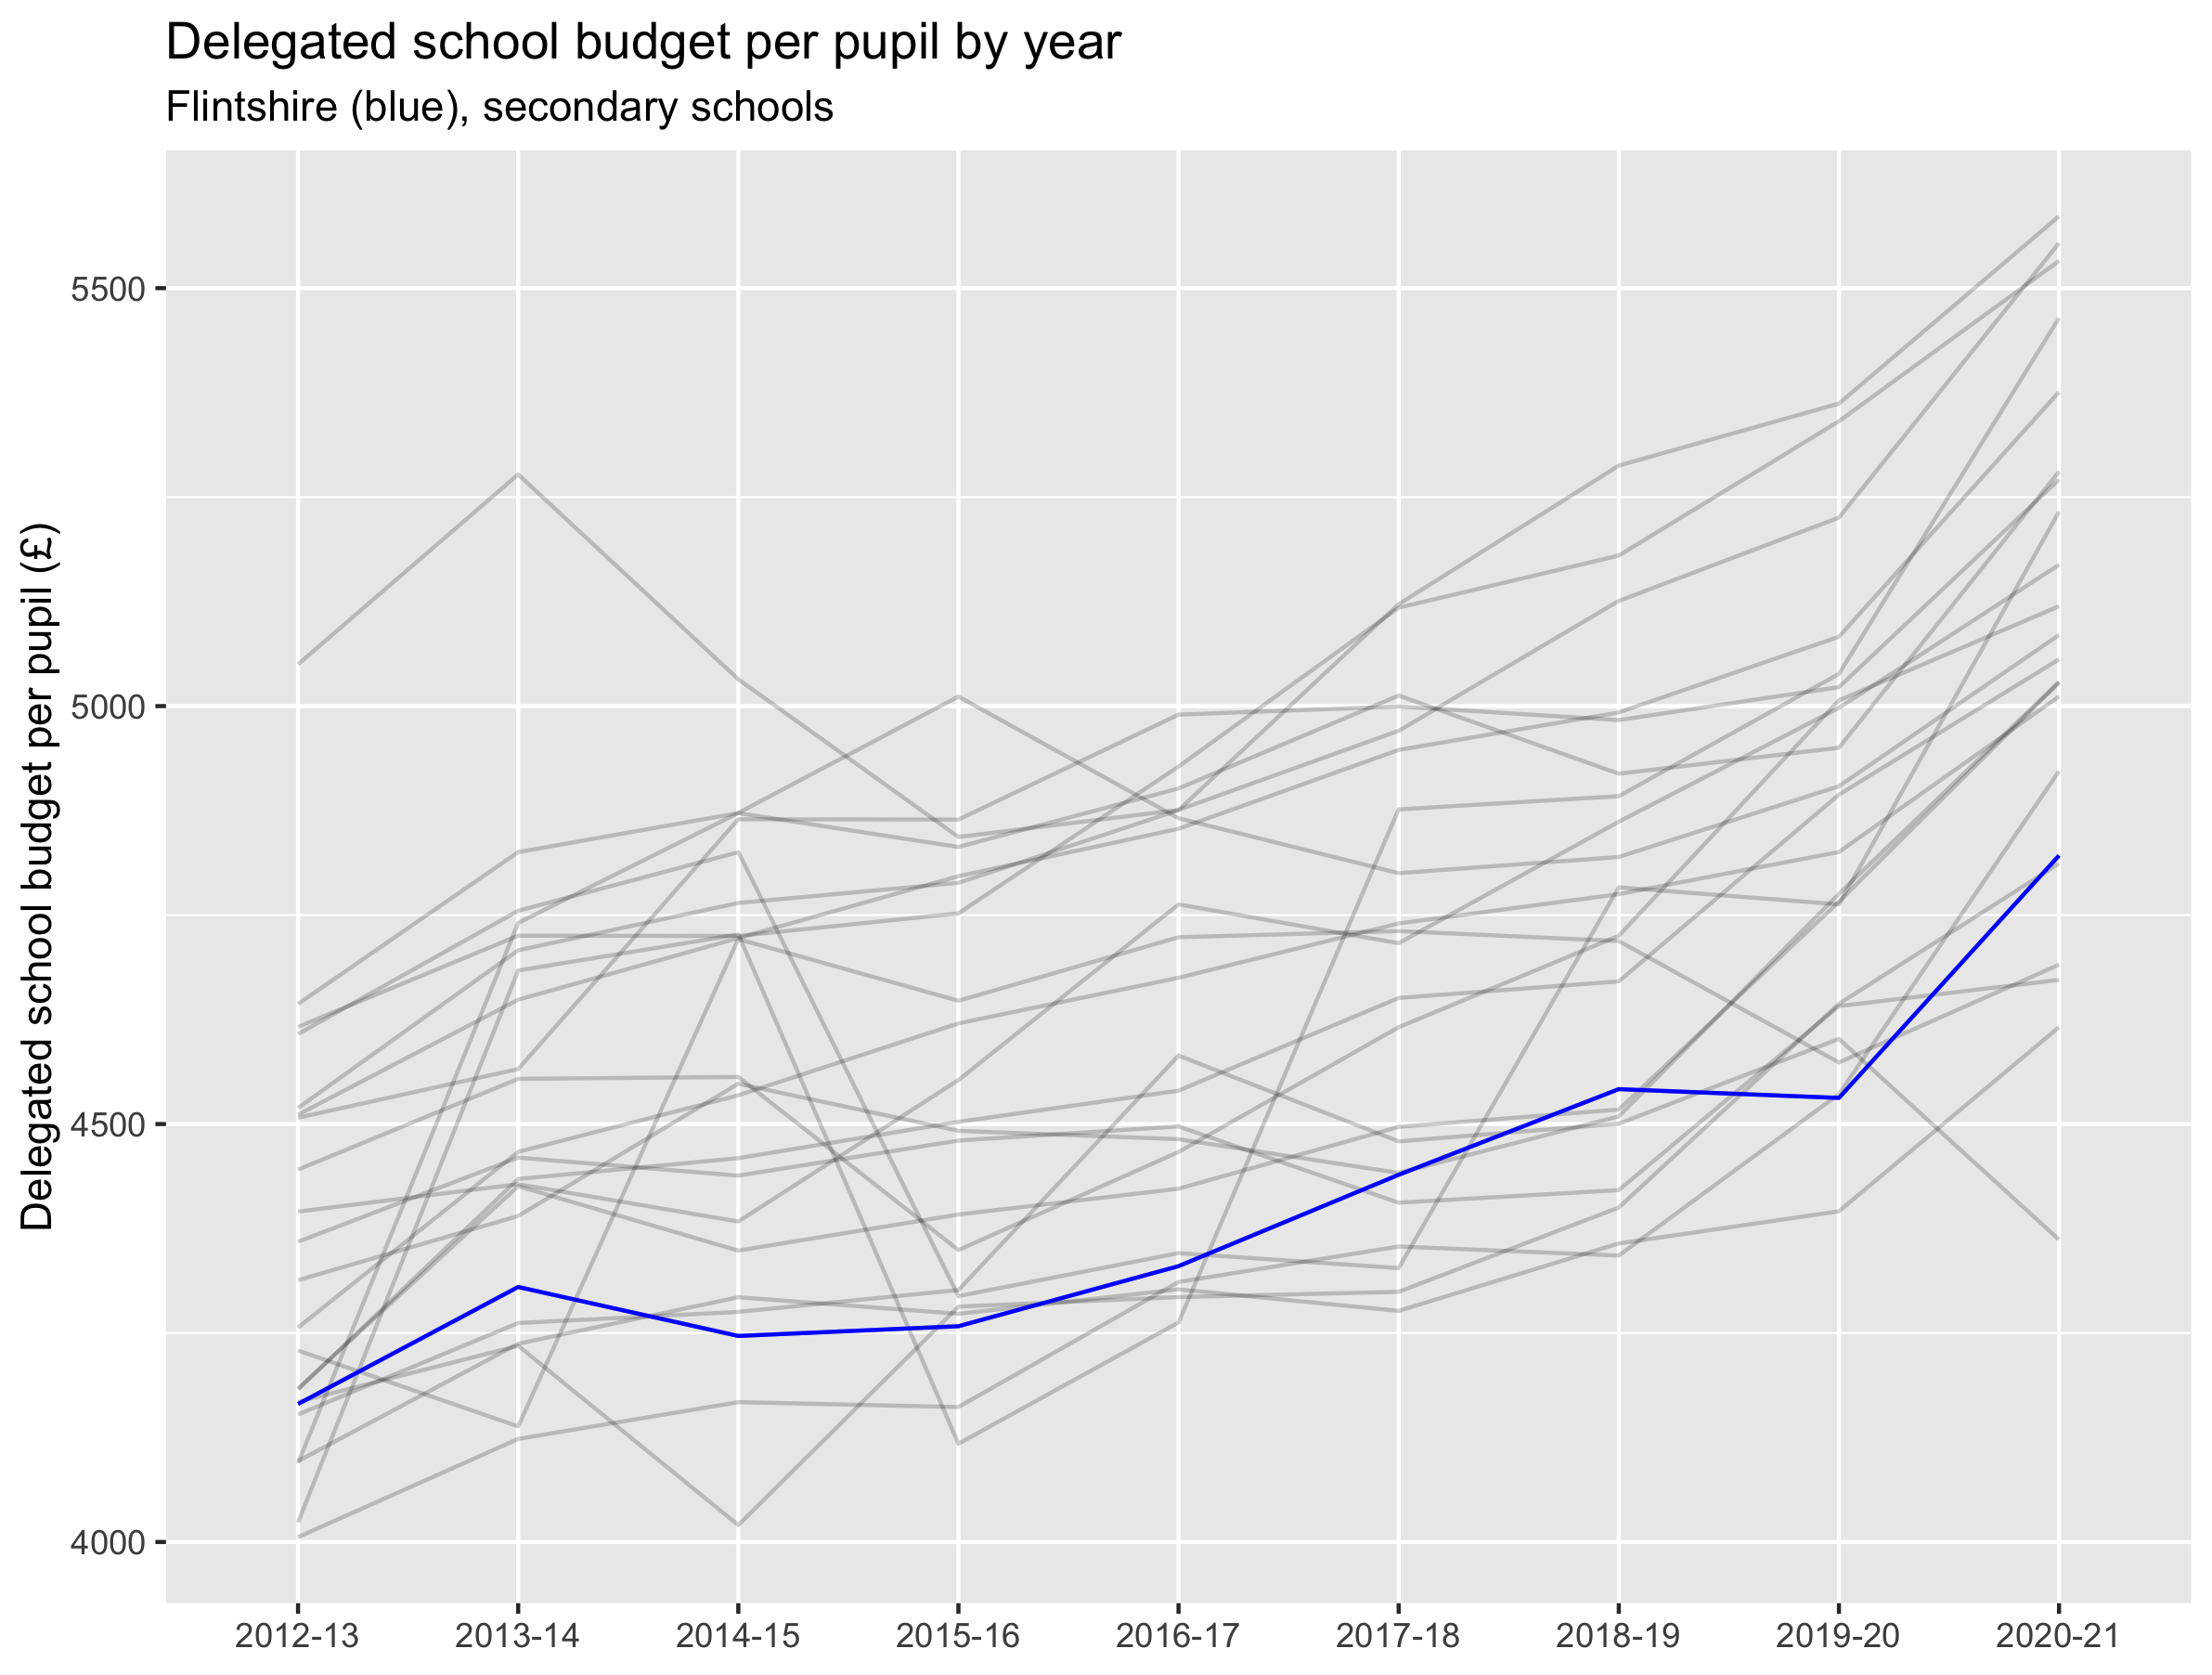 Delegated school budget per pupil by year
Flintshire (blue), secondary schools
Delegated school budget per pupil (£)
5500
5000
4500
4000
2012-13 2013-14 2014-15 2015-16 2016-17 2017-18 2018-19 2019-20 2020-21